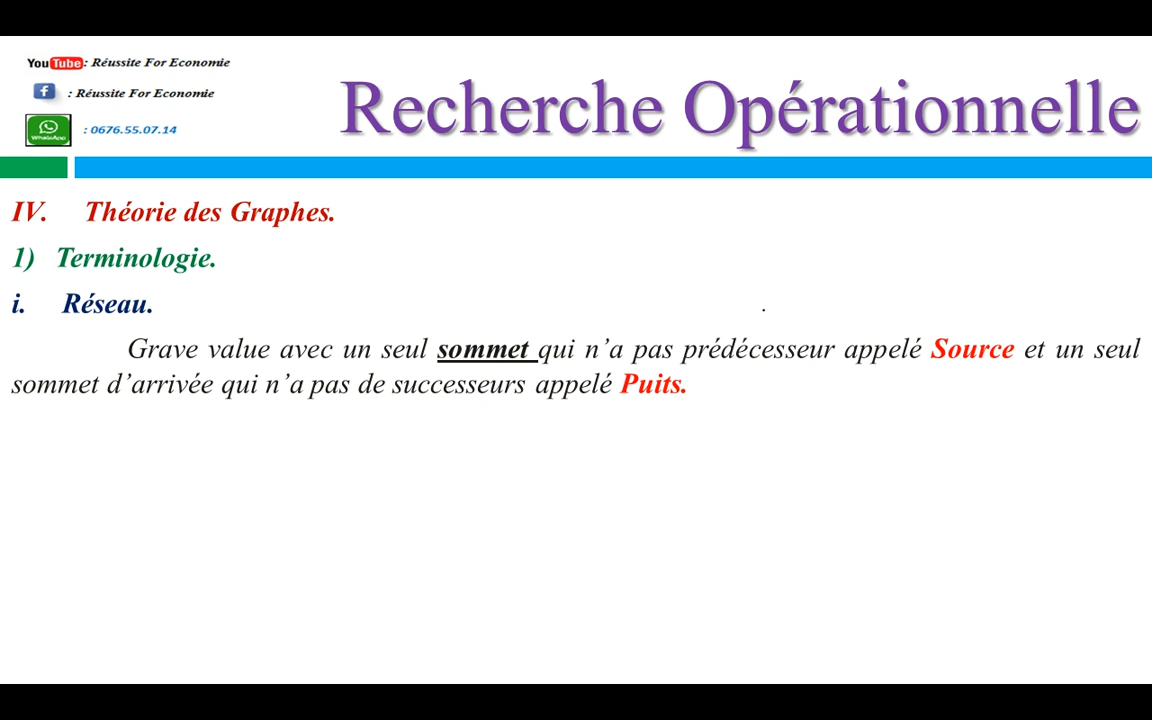 YouTube : Réussite For Economie
: Réussite For Economie
WhatsApp : 0676.55.07.14
Recherche Opérationnelle
IV. Théorie des Graphes.
1) Terminologie.
i. Réseau.
Grave value avec un seul sommet qui n’a pas prédécesseur appelé Source et un seul
sommet d’arrivée qui n’a pas de successeurs appelé Puits.